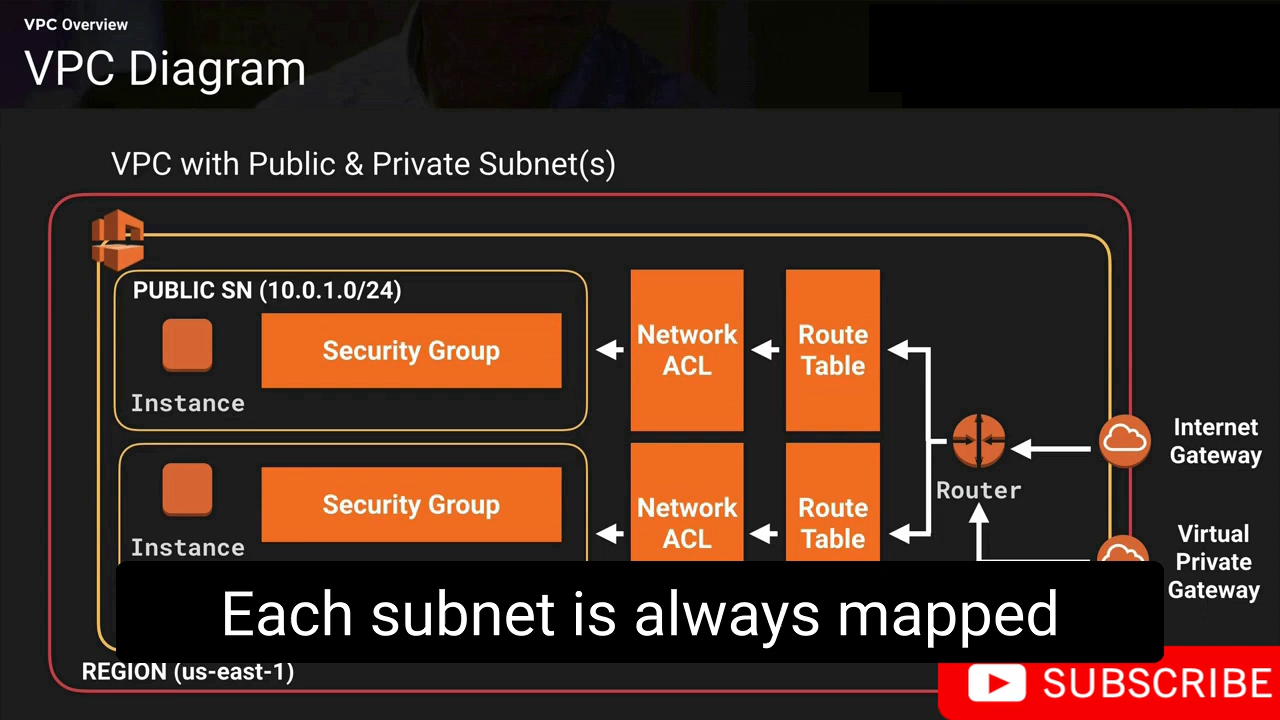 VPC Overview
VPC Diagram
VPC with Public & Private Subnet(s)
PUBLIC SN (10.0.1.0/24)
Security Group
Instance
Network
ACL
Route
Table
Internet
Gateway
Router
Security Group
Instance
Network
ACL
Route
Table
Virtual
Private
Gateway
Each subnet is always mapped
REGION (us-east-1)
SUBSCRIBE